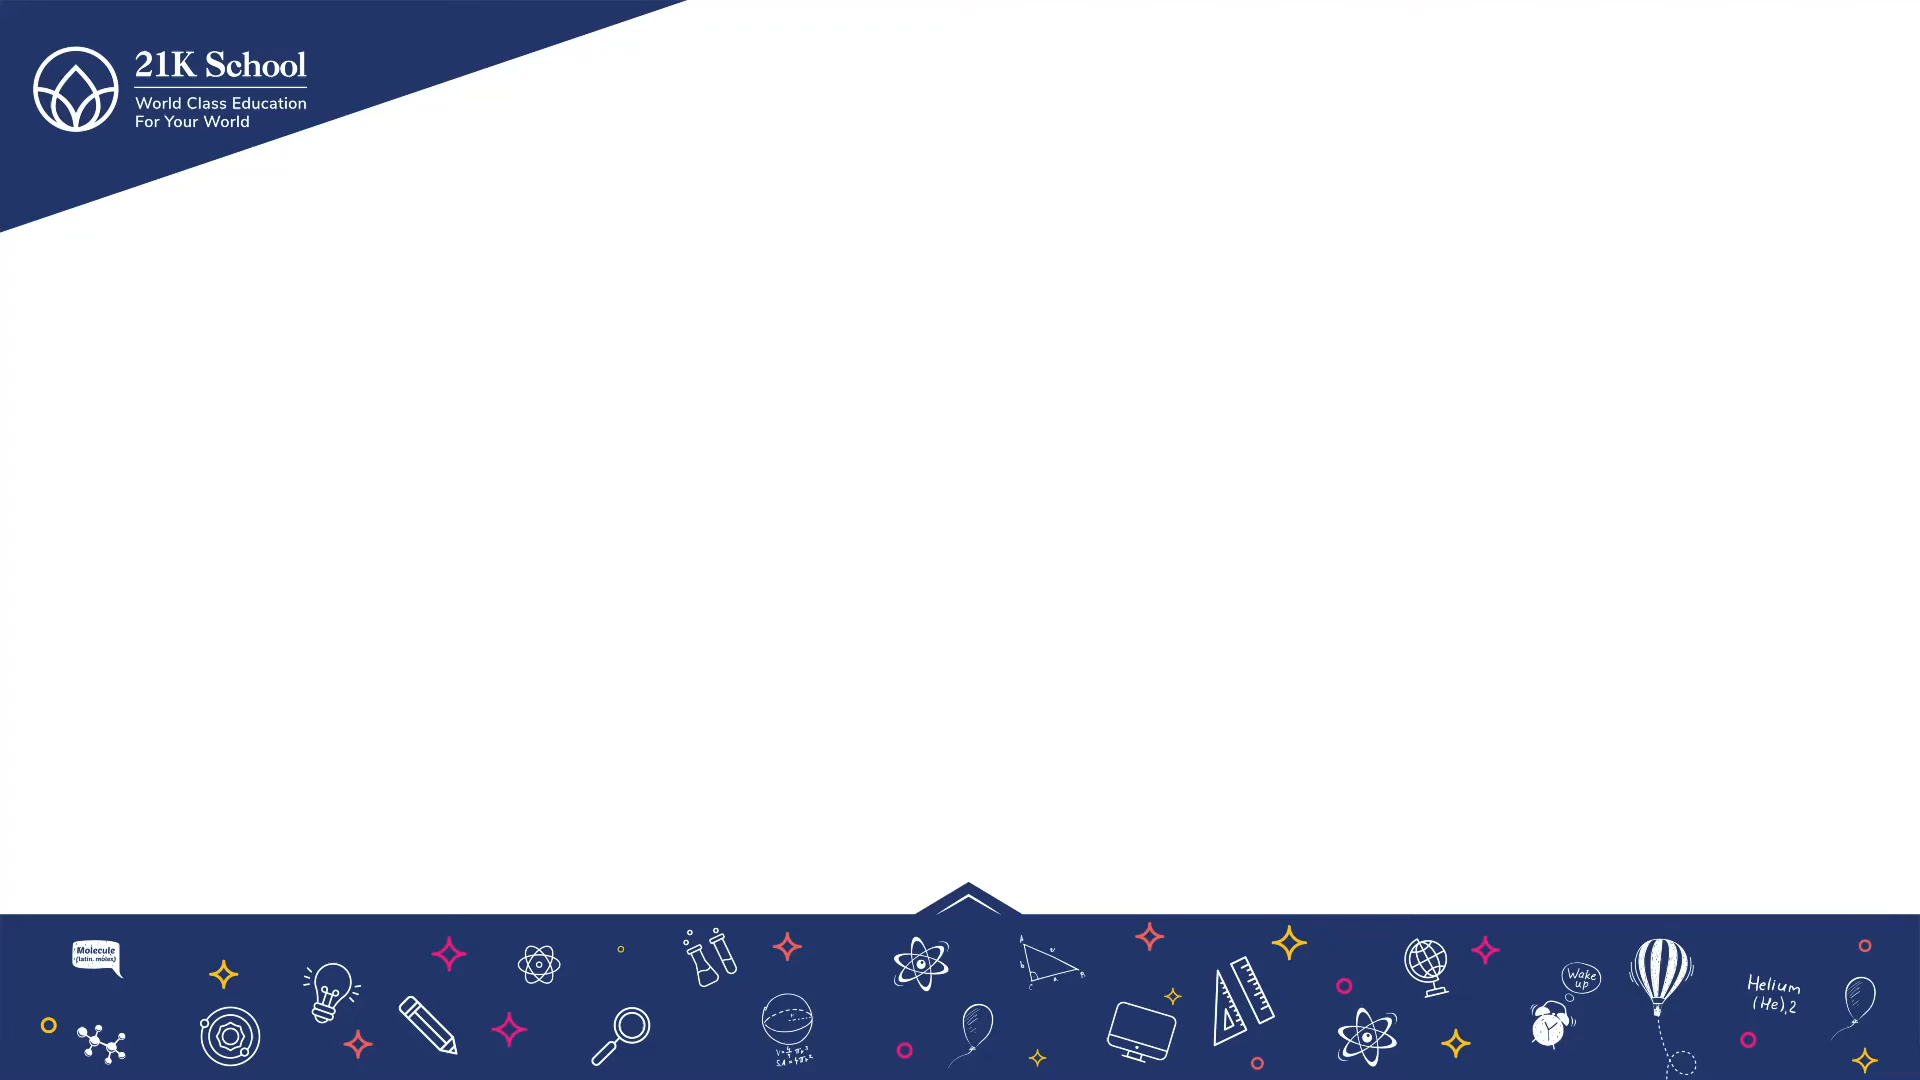 21K School
World Class Education
For Your World
Molecule
(latin. moles)
Wake
up
Helium
(He),2
A
c
b
C
a